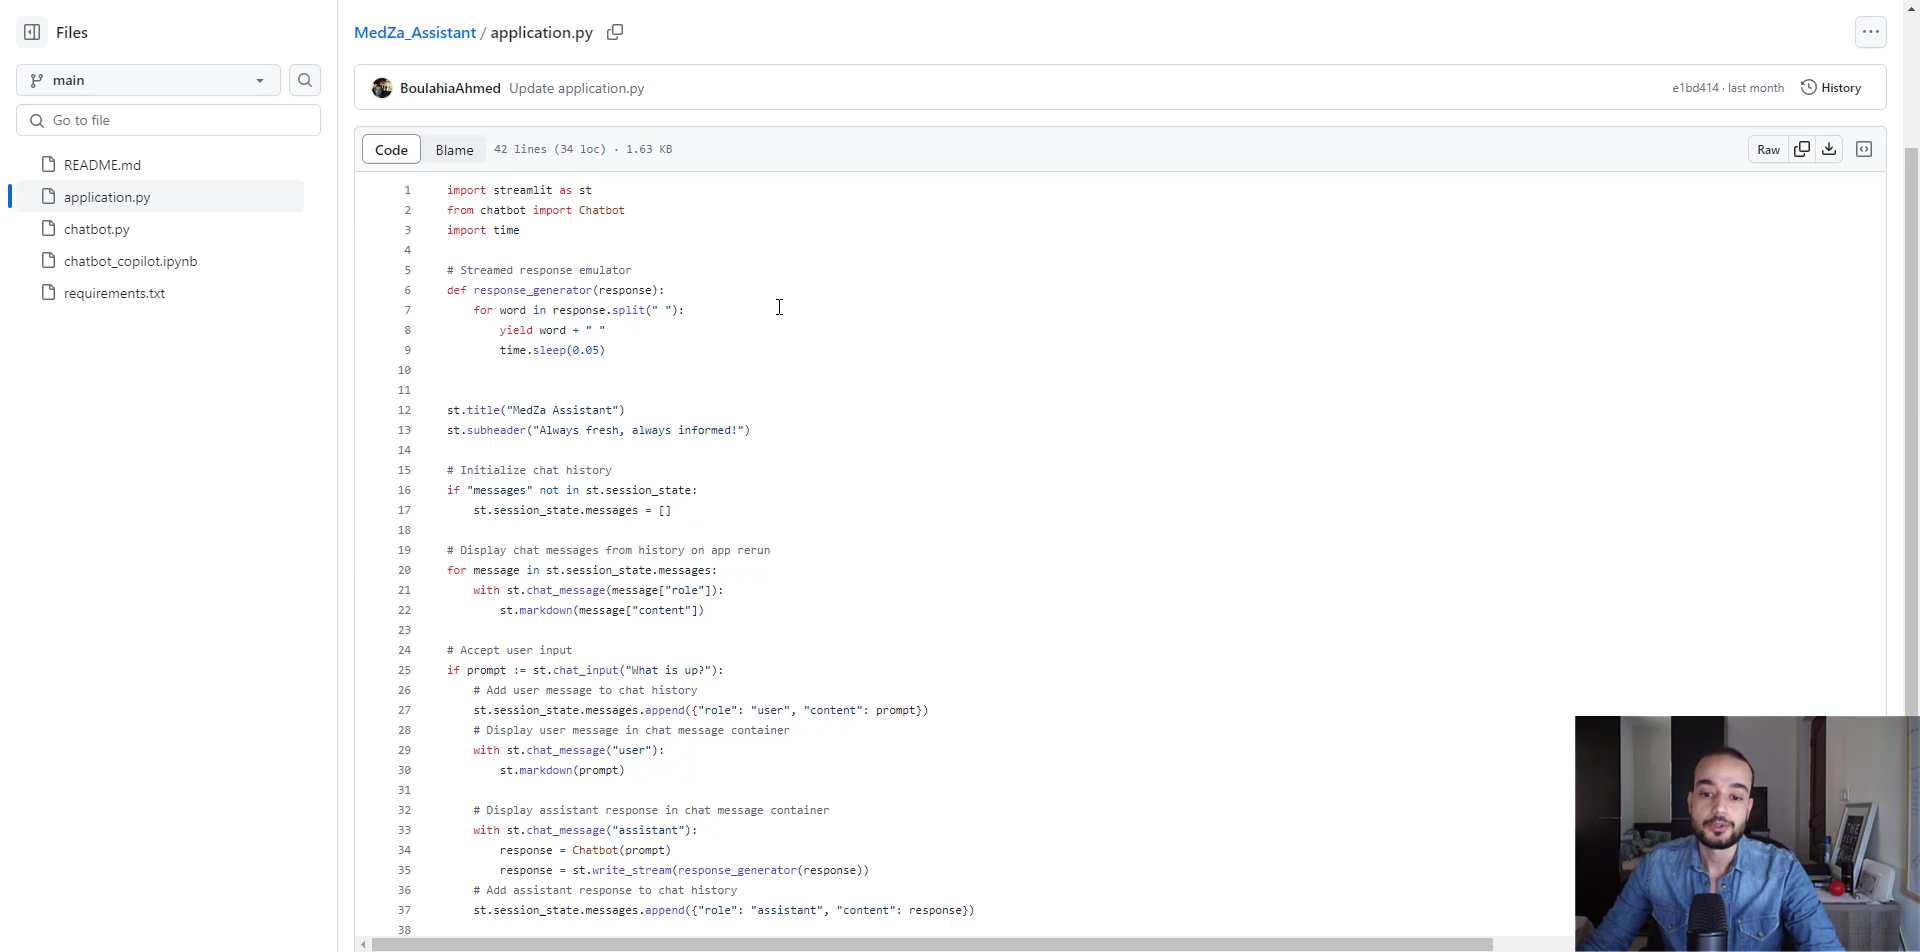 Files
main
Go to file
README.md
application.py
chatbot.py
chatbot_copilot.ipynb
requirements.txt
MedZa_Assistant / application.py
BoulahiaAhmed Update application.py
e1bd414 · last month History
Code Blame 42 lines (34 loc) · 1.63 KB
Raw
1 import streamlit as st
2 from chatbot import Chatbot
3 import time
4
5 # Streamed response emulator
6 def response_generator(response):
7     for word in response.split(" "):
8         yield word + " "
9         time.sleep(0.05)
10
11
12 st.title("MedZa Assistant")
13 st.subheader("Always fresh, always informed!")
14
15 # Initialize chat history
16 if "messages" not in st.session_state:
17     st.session_state.messages = []
18
19 # Display chat messages from history on app rerun
20 for message in st.session_state.messages:
21     with st.chat_message(message["role"]):
22         st.markdown(message["content"])
23
24 # Accept user input
25 if prompt := st.chat_input("What is up?"):
26     # Add user message to chat history
27     st.session_state.messages.append({"role": "user", "content": prompt})
28     # Display user message in chat message container
29     with st.chat_message("user"):
30         st.markdown(prompt)
31
32     # Display assistant response in chat message container
33     with st.chat_message("assistant"):
34         response = Chatbot(prompt)
35         response = st.write_stream(response_generator(response))
36     # Add assistant response to chat history
37     st.session_state.messages.append({"role": "assistant", "content": response})
38